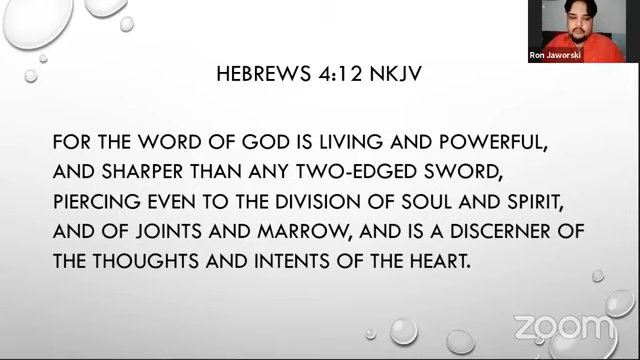 Ron Jaworski
HEBREWS 4:12 NKJV
FOR THE WORD OF GOD IS LIVING AND POWERFUL,
AND SHARPER THAN ANY TWO-EDGED SWORD,
PIERCING EVEN TO THE DIVISION OF SOUL AND SPIRIT,
AND OF JOINTS AND MARROW, AND IS A DISCERNER OF
THE THOUGHTS AND INTENTS OF THE HEART.
zoom